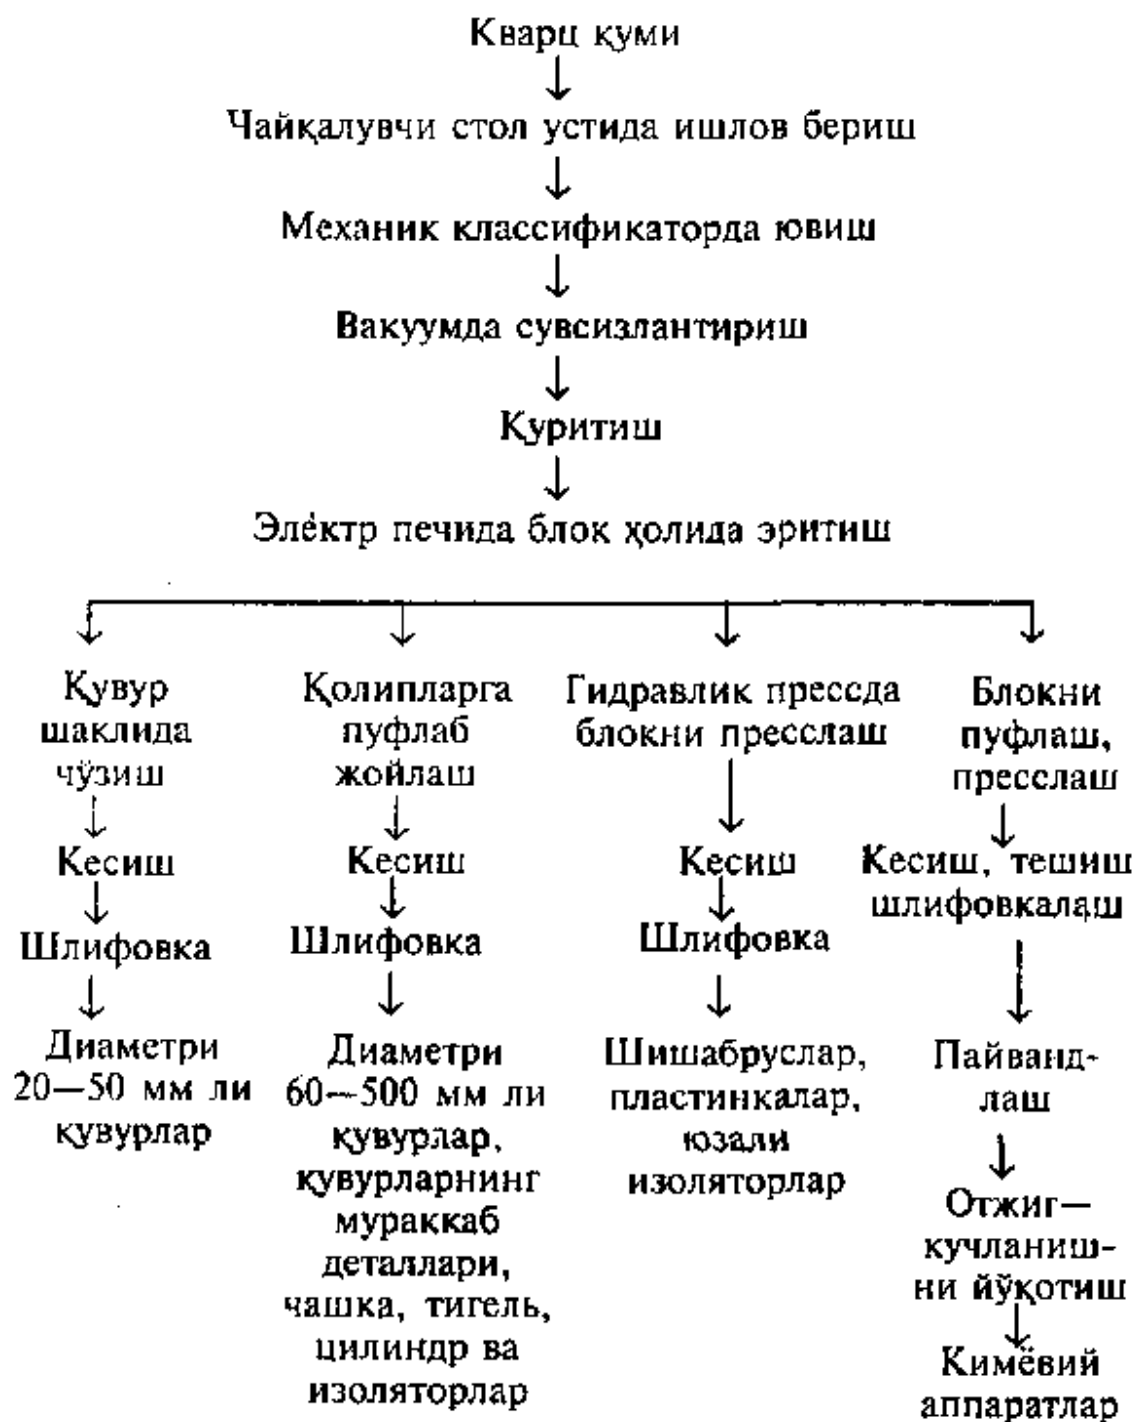 Кварц қуми
Чайқалувчи стол устида ишлов бериш
Механик классификаторда ювиш
Вакуумда сувсизлантириш
Қуритиш
Электр печида блок ҳолида эритиш
Қувур
шаклида
чўзиш
Кесиш
Шлифовка
Диаметри
20—50 мм ли
қувурлар
Қолипларга
пуфлаб
жойлаш
Кесиш
Шлифовка
Диаметри
60—500 мм ли
қувурлар,
қувурларнинг
мураккаб
деталлари,
чашка, тигель,
цилиндр ва
изоляторлар
Гидравлик прессда
блокни пресслаш
Кесиш
Шлифовка
Шишабруслар,
пластинкалар,
юзали
изоляторлар
Блокни
пуфлаш,
пресслаш
Кесиш, тешиш
шлифовкалаш
Пайванд-
лаш
Отжиг—
кучланиш-
ни йўқотиш
Кимёвий
аппаратлар